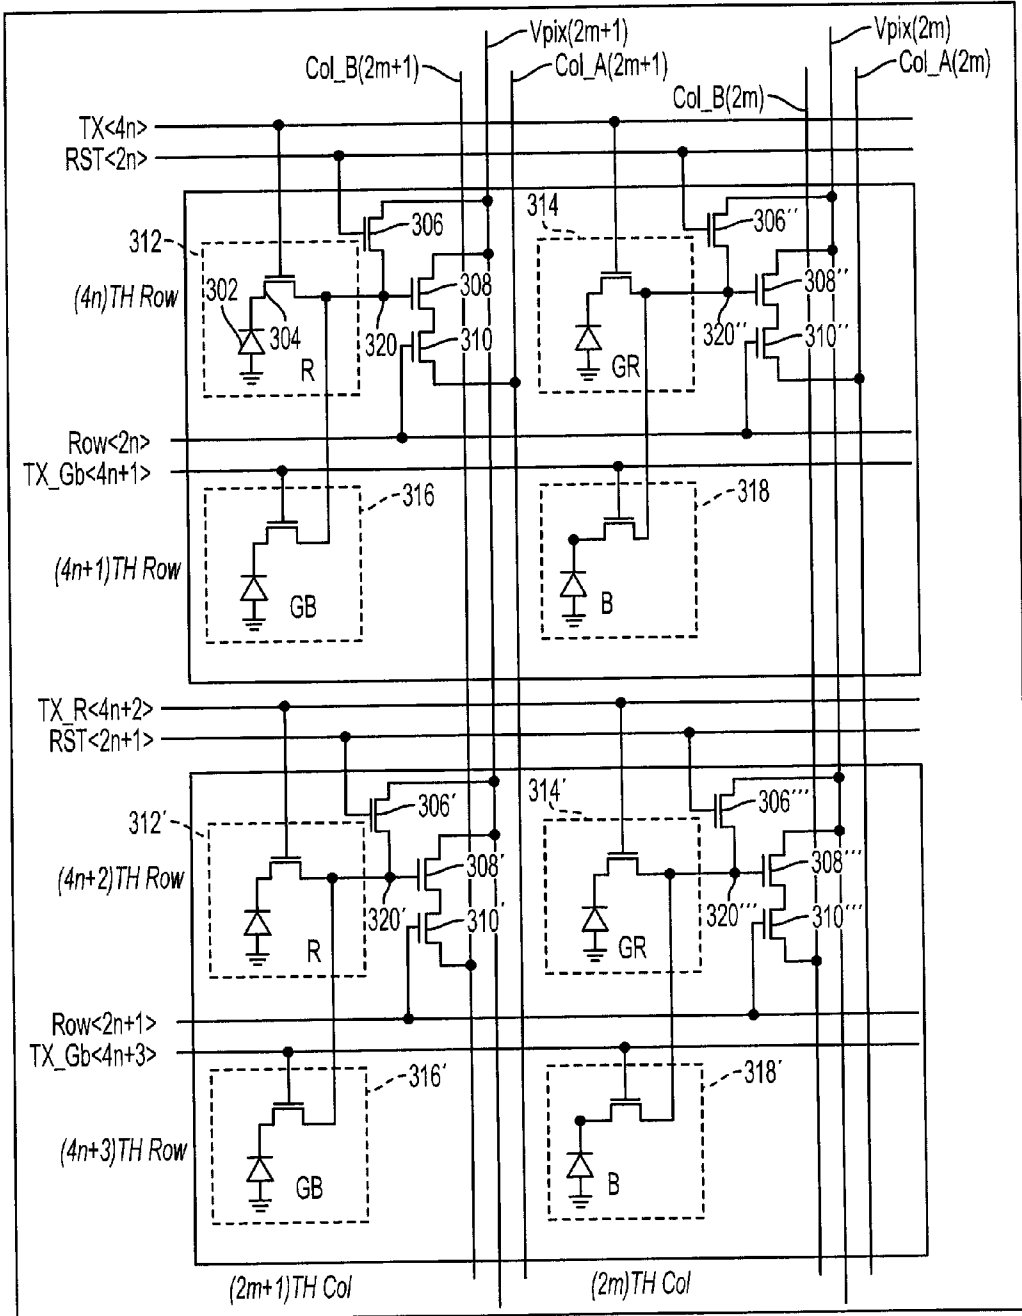 Vpix(2m+1)
Vpix(2m)
Col_B(2m+1)
Col_A(2m+1)
Col_A(2m)
Col_B(2m)
TX<4n>
RST<2n>
312
306
314
306''
(4n)TH Row
302
304
R
320
308
310
GR
320''
308''
310''
Row<2n>
TX_Gb<4n+1>
316
318
(4n+1)TH Row
GB
B
TX_R<4n+2>
RST<2n+1>
312'
306'
314'
306'''
(4n+2)TH Row
R
320'
308'
310'
GR
320'''
308'''
310'''
Row<2n+1>
TX_Gb<4n+3>
316'
318'
(4n+3)TH Row
GB
B
(2m+1)TH Col
(2m)TH Col